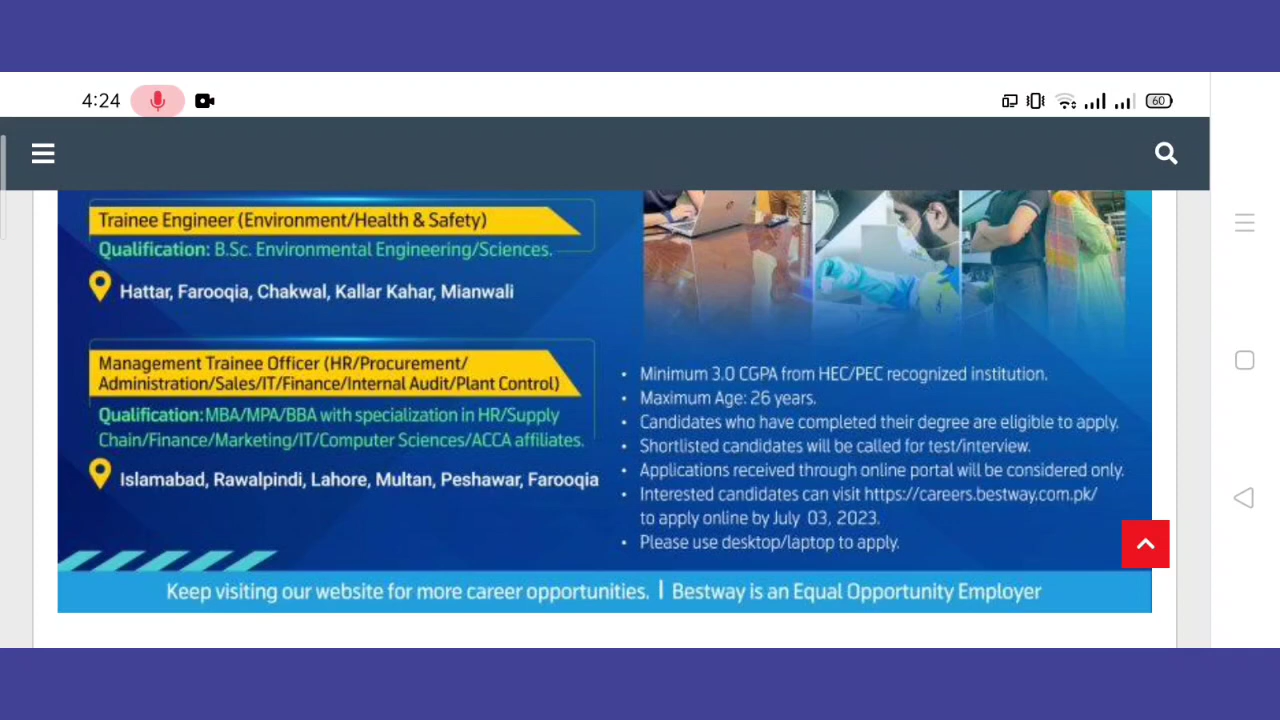 4:24
60
Trainee Engineer (Environment/Health & Safety)
Qualification: B.Sc. Environmental Engineering/Sciences.
Hattar, Farooqia, Chakwal, Kallar Kahar, Mianwali
Management Trainee Officer (HR/Procurement/
Administration/Sales/IT/Finance/Internal Audit/Plant Control)
Qualification: MBA/MPA/BBA with specialization in HR/Supply
Chain/Finance/Marketing/IT/Computer Sciences/ACCA affiliates.
Islamabad, Rawalpindi, Lahore, Multan, Peshawar, Farooqia
• Minimum 3.0 CGPA from HEC/PEC recognized institution.
• Maximum Age: 26 years.
• Candidates who have completed their degree are eligible to apply.
• Shortlisted candidates will be called for test/interview.
• Applications received through online portal will be considered only.
• Interested candidates can visit https://careers.bestway.com.pk/
to apply online by July 03, 2023.
• Please use desktop/laptop to apply.
Keep visiting our website for more career opportunities. | Bestway is an Equal Opportunity Employer